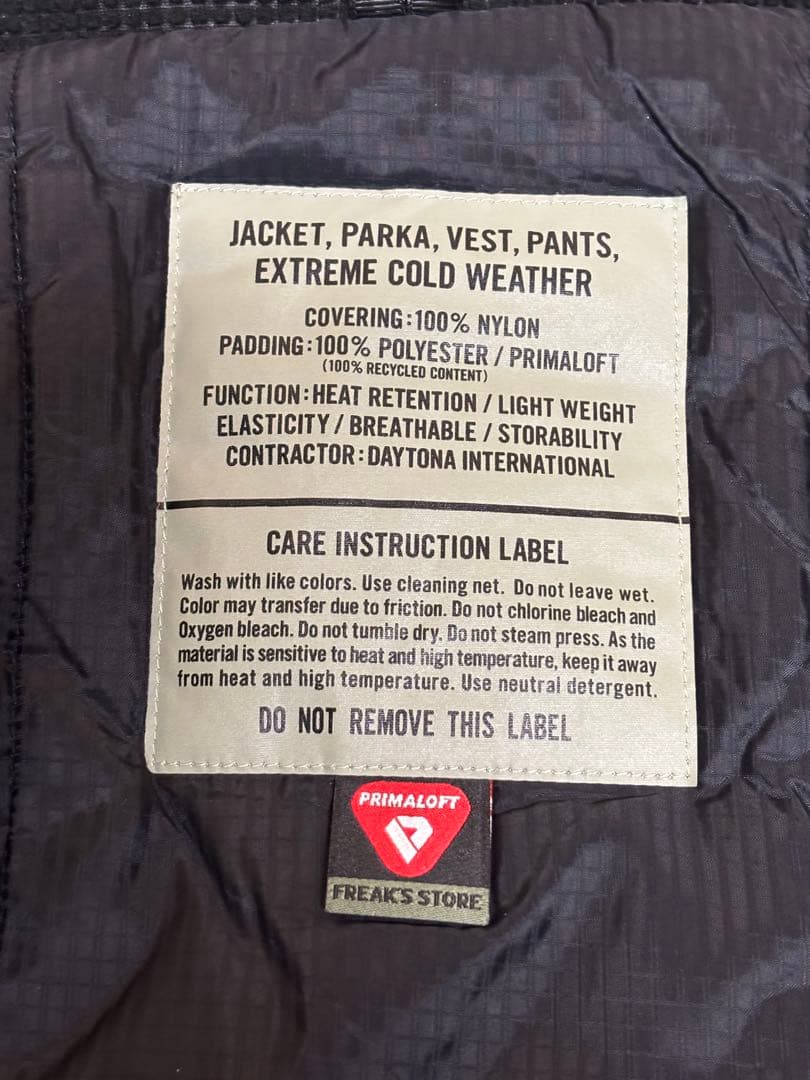 JACKET, PARKA, VEST, PANTS,
EXTREME COLD WEATHER
COVERING:100% NYLON
PADDING:100% POLYESTER / PRIMALOFT
(100% RECYCLED CONTENT)
FUNCTION:HEAT RETENTION / LIGHT WEIGHT
ELASTICITY / BREATHABLE / STORABILITY
CONTRACTOR:DAYTONA INTERNATIONAL
CARE INSTRUCTION LABEL
Wash with like colors. Use cleaning net. Do not leave wet.
Color may transfer due to friction. Do not chlorine bleach and
Oxygen bleach. Do not tumble dry. Do not steam press. As the
material is sensitive to heat and high temperature, keep it away
from heat and high temperature. Use neutral detergent.
DO NOT REMOVE THIS LABEL
PRIMALOFT
FREAK'S STORE